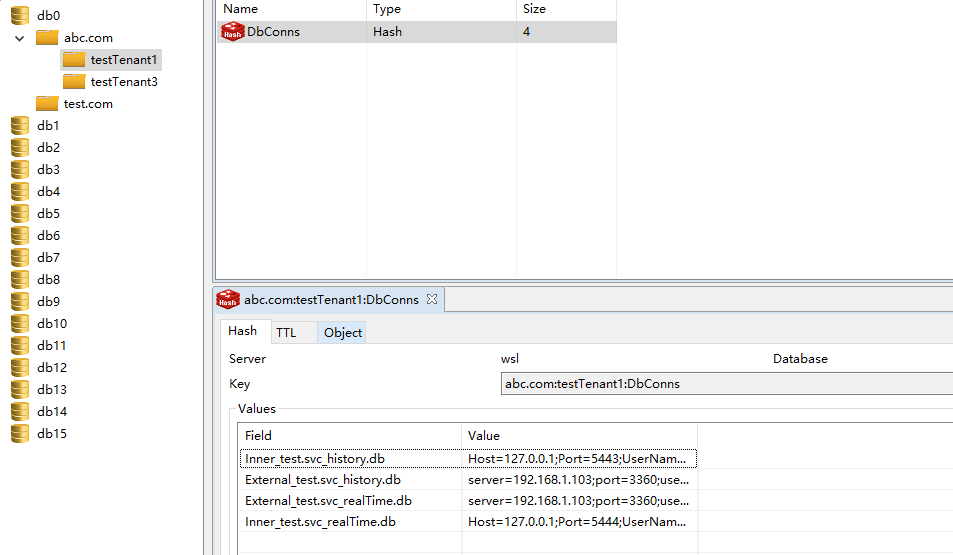 db0
abc.com
testTenant1
testTenant3
test.com
db1
db2
db3
db4
db5
db6
db7
db8
db9
db10
db11
db12
db13
db14
db15
Name Type Size
Hash DbConns Hash 4
Hash abc.com:testTenant1:DbConns
Hash TTL Object
Server wsl Database
Key abc.com:testTenant1:DbConns
Values
Field Value
Inner_test.svc_history.db Host=127.0.0.1;Port=5443;UserNam...
External_test.svc_history.db server=192.168.1.103;port=3360;use...
External_test.svc_realTime.db server=192.168.1.103;port=3360;use...
Inner_test.svc_realTime.db Host=127.0.0.1;Port=5444;UserNam...